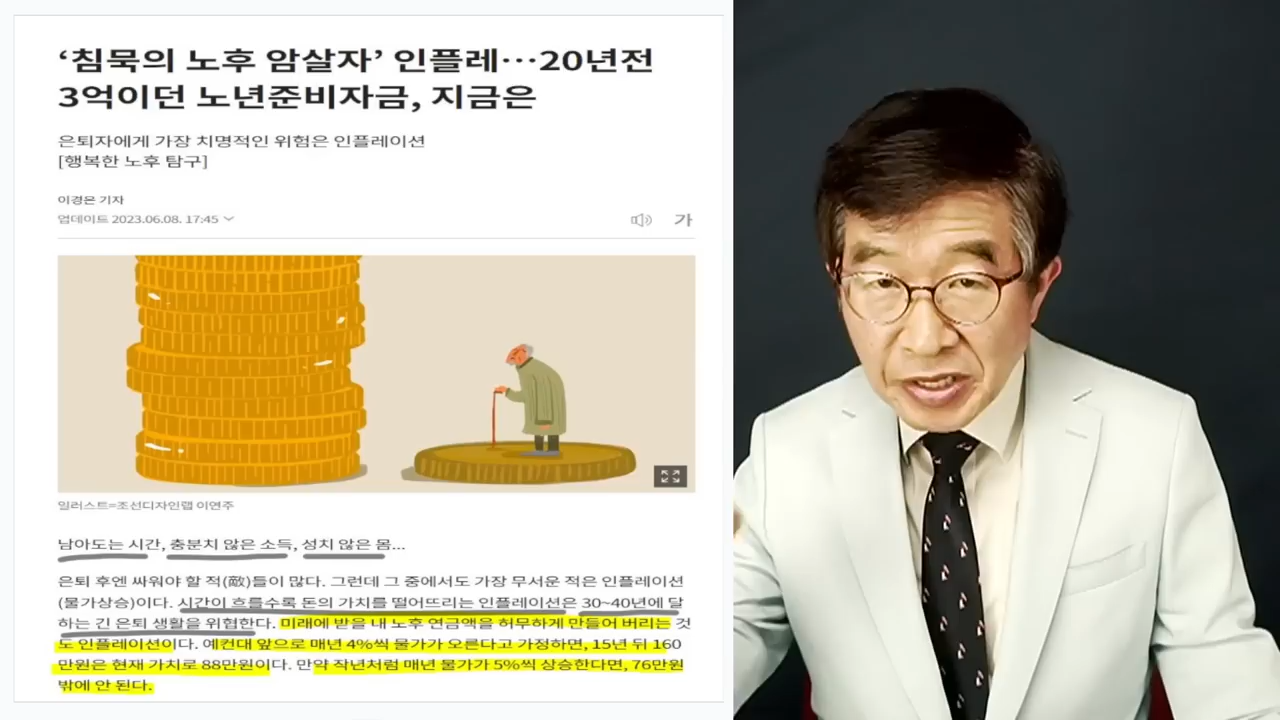 ‘침묵의 노후 암살자’ 인플레…20년전
3억이던 노년준비자금, 지금은
은퇴자에게 가장 치명적인 위험은 인플레이션
[행복한 노후 탐구]
이경은 기자
업데이트 2023.06.08. 17:45
가
일러스트=조선디자인랩 이연주
남아도는 시간, 충분치 않은 소득, 성치 않은 몸...
은퇴 후엔 싸워야 할 적(敵)들이 많다. 그런데 그 중에서도 가장 무서운 적은 인플레이션
(물가상승)이다. 시간이 흐를수록 돈의 가치를 떨어뜨리는 인플레이션은 30~40년에 달
하는 긴 은퇴 생활을 위협한다. 미래에 받을 내 노후 연금액을 허무하게 만들어 버리는 것
도 인플레이션이다. 예컨대 앞으로 매년 4%씩 물가가 오른다고 가정하면, 15년 뒤 160
만원은 현재 가치로 88만원이다. 만약 작년처럼 매년 물가가 5%씩 상승한다면, 76만원
밖에 안 된다.